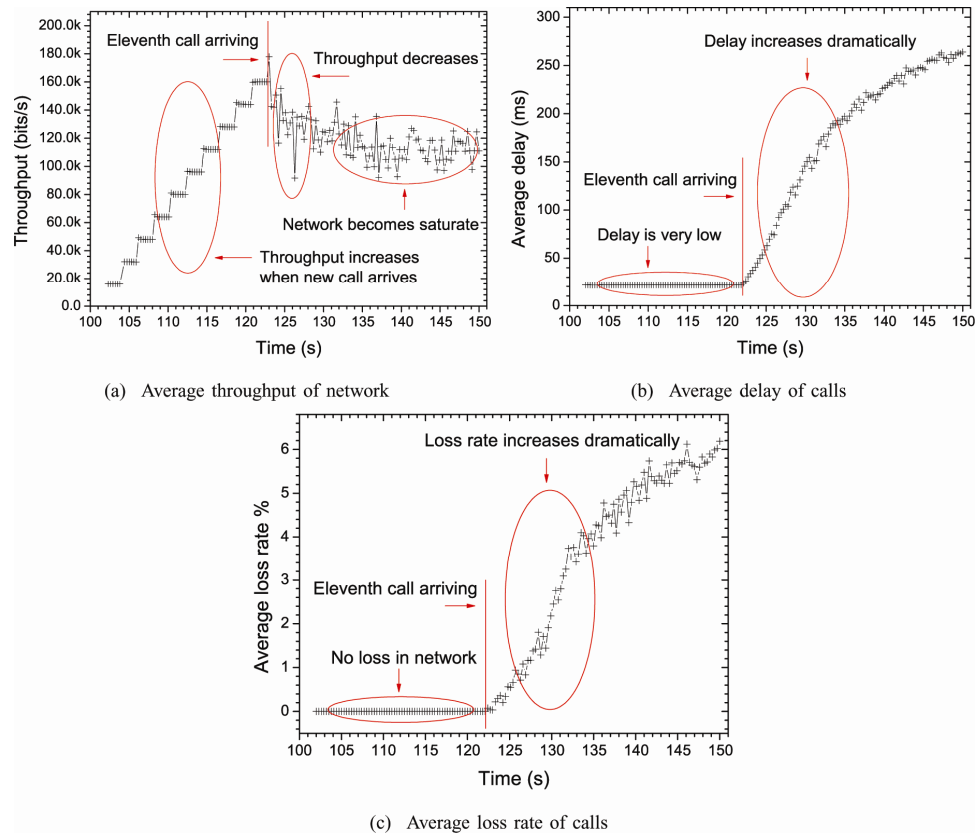 200.0k
180.0k
160.0k
140.0k
120.0k
100.0k
80.0k
60.0k
40.0k
20.0k
0.0
Throughput (bits/s)
Eleventh call arriving
Throughput decreases
Network becomes saturate
Throughput increases
when new call arrives
100 105 110 115 120 125 130 135 140 145 150
Time (s)
(a) Average throughput of network
300
250
200
150
100
50
0
Average delay (ms)
Delay increases dramatically
Eleventh call arriving
Delay is very low
100 105 110 115 120 125 130 135 140 145 150
Time (s)
(b) Average delay of calls
6
5
4
3
2
1
0
Average loss rate %
Loss rate increases dramatically
Eleventh call arriving
No loss in network
100 105 110 115 120 125 130 135 140 145 150
Time (s)
(c) Average loss rate of calls